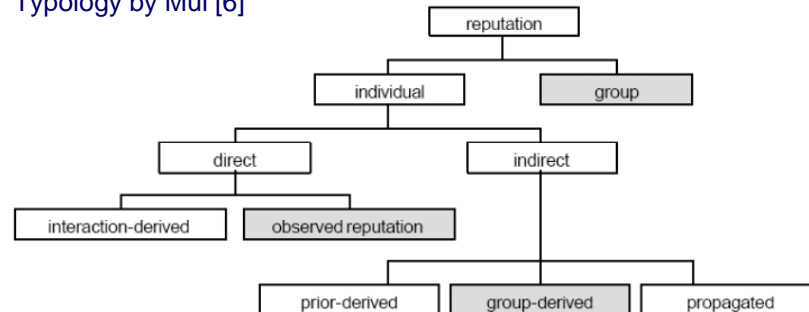 Typology by Mui [6]
reputation
individual
group
direct
indirect
interaction-derived
observed reputation
prior-derived
group-derived
propagated